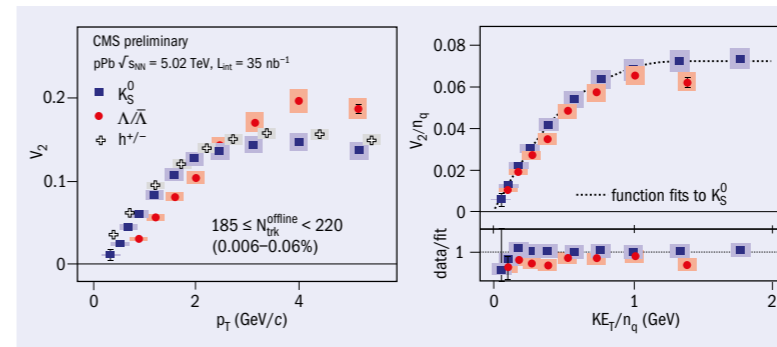 CMS preliminary
pPb √sNN = 5.02 TeV, Lint = 35 nb⁻¹
K⁰S
Λ/Λ̅
h⁺/⁻
0.2
0.1
0
V₂
185 ≤ Ntrk^offline < 220
(0.006–0.06%)
0 2 4
pT (GeV/c)
0.08
0.06
0.04
0.02
0
V₂/nq
function fits to K⁰S
data/fit
1
0 1 2
KET/nq (GeV)